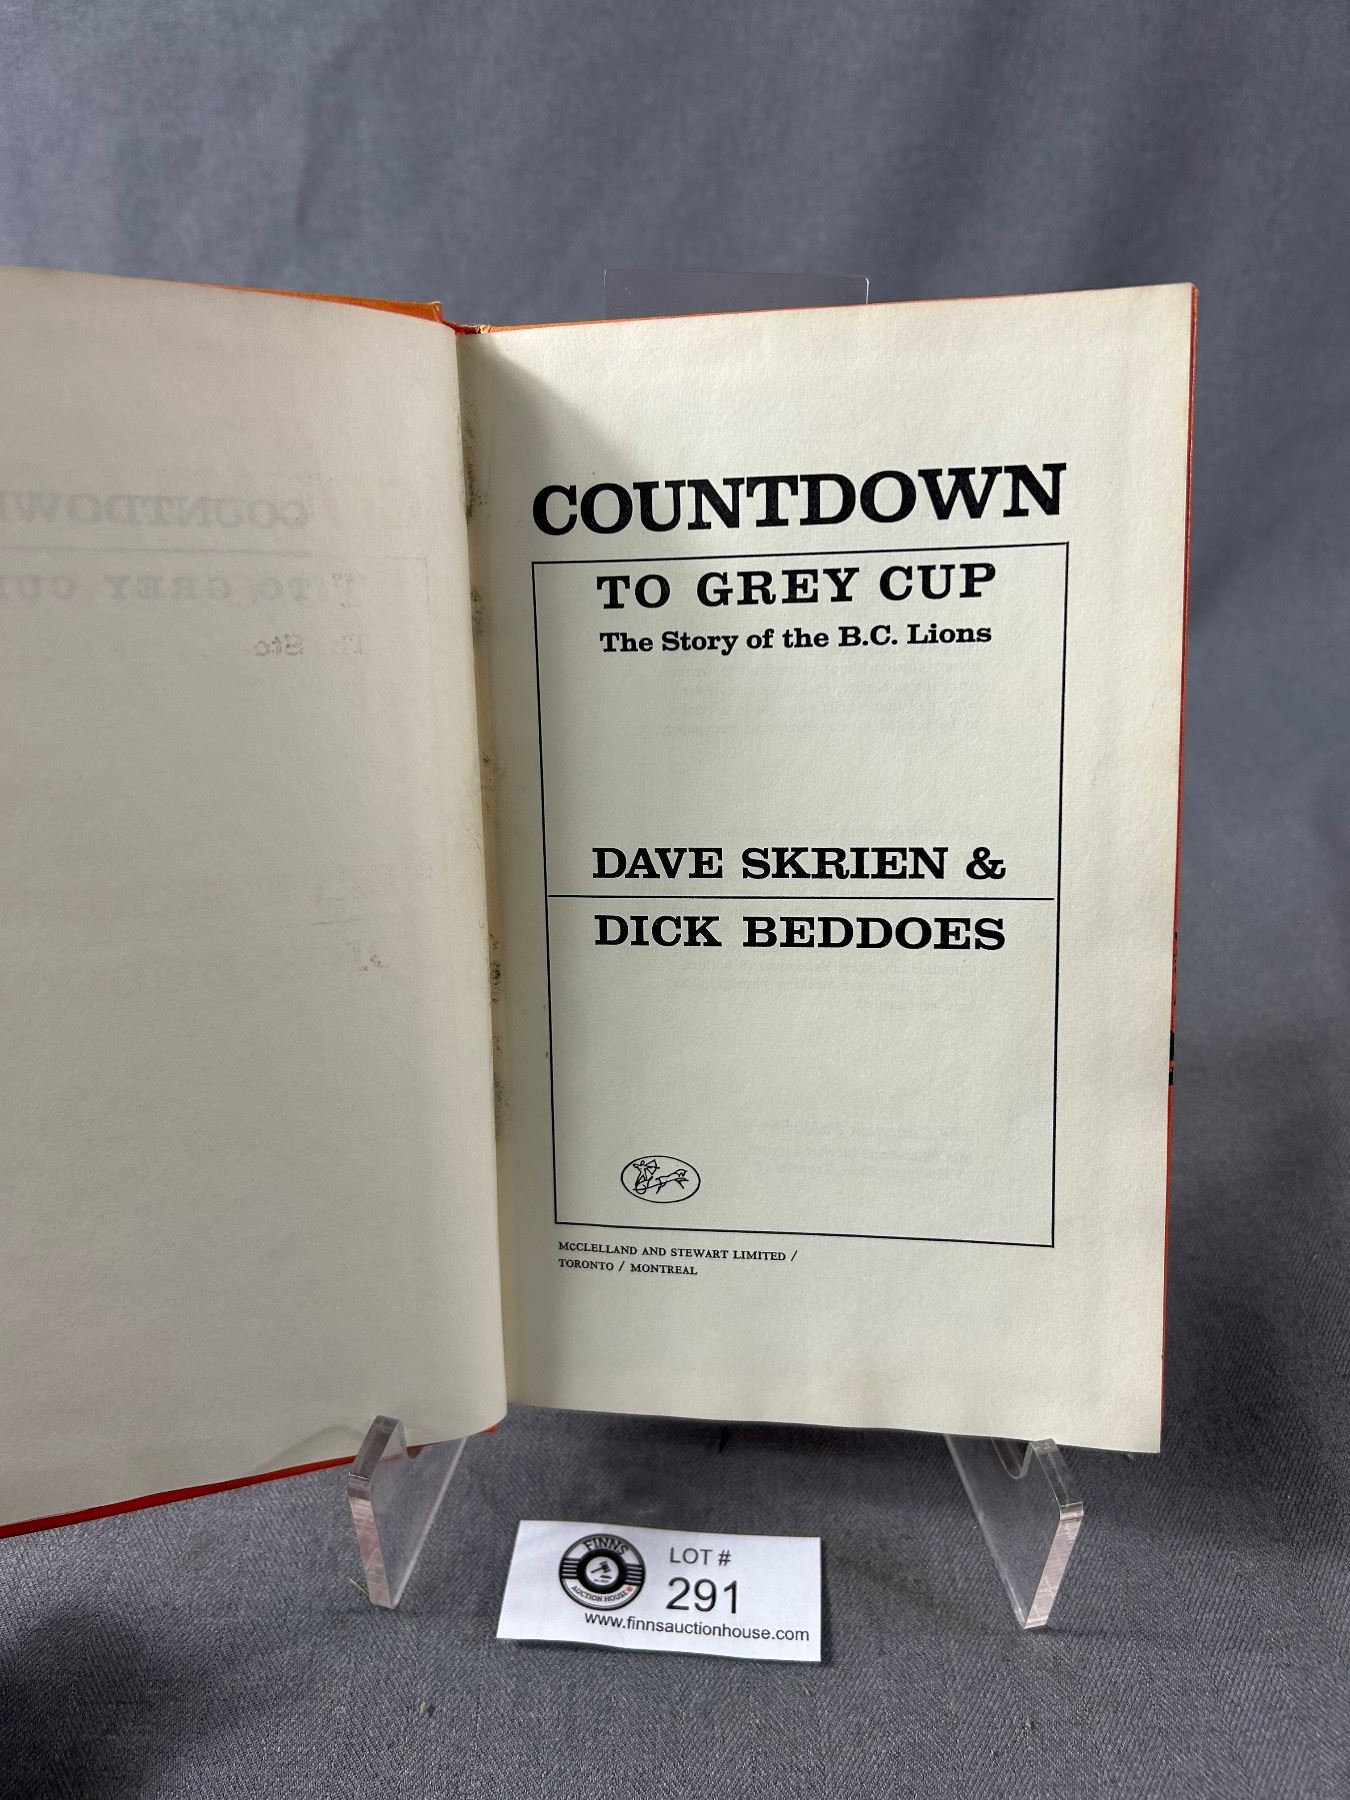 COUNTDOWN
TO GREY CUP
The Story of the B.C. Lions
DAVE SKRIEN &
DICK BEDDOES
MCCLELLAND AND STEWART LIMITED /
TORONTO / MONTREAL
FINNS
AUCTION HOUSE
LOT #
291
www.finnsauctionhouse.com